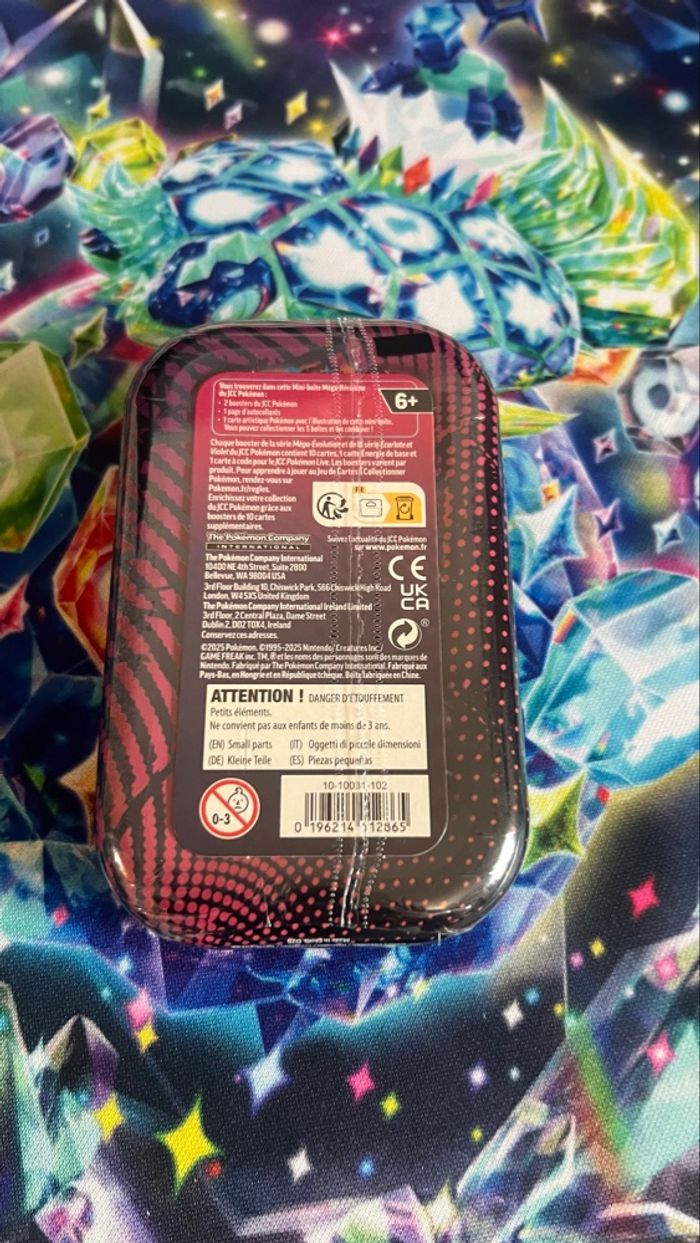 Vous trouverez dans cette Mini-boîte Méga-Héroïque
du JCC Pokémon :
• 2 boosters du JCC Pokémon
• 1 page d'autocollants
• 1 carte artistique Pokémon avec l'illustration de cette mini-boîte.
Vous pouvez collectionner les 5 boîtes et les combiner !
6+
Chaque booster de la série Méga-Évolution et de la série Écarlate et
Violet du JCC Pokémon contient 10 cartes, 1 carte Énergie de base et
1 carte à code pour le JCC Pokémon Live. Les boosters varient par
produit. Pour apprendre à jouer au Jeu de Cartes à Collectionner
Pokémon, rendez-vous sur
Pokemon.fr/regles.
Enrichissez votre collection
du JCC Pokémon grâce aux
boosters de 10 cartes
supplémentaires.
FR
The Pokémon Company
INTERNATIONAL
Suivez l'actualité du JCC Pokémon
sur www.pokemon.fr
The Pokémon Company International
10400 NE 4th Street, Suite 2800
Bellevue, WA 98004 USA
3rd Floor Building 10, Chiswick Park, 566 Chiswick High Road
London, W4 5XS United Kingdom
The Pokémon Company International Ireland Limited
3rd Floor, 2 Central Plaza, Dame Street
Dublin 2, D02 T0X4, Ireland
Conservez ces adresses.
CE
UK
CA
®
©2025 Pokémon. ©1995-2025 Nintendo/Creatures Inc./
GAME FREAK inc. TM, ® et les noms des personnages sont des marques de
Nintendo. Fabriqué par The Pokémon Company International. Fabriqué aux
Pays-Bas, en Hongrie et en République tchèque. Boîte fabriquée en Chine.
ATTENTION ! DANGER D'ÉTOUFFEMENT
Petits éléments.
Ne convient pas aux enfants de moins de 3 ans.
(EN) Small parts (IT) Oggetti di piccole dimensioni
(DE) Kleine Teile (ES) Piezas pequeñas
0-3
10-10031-102
0 196214 112865